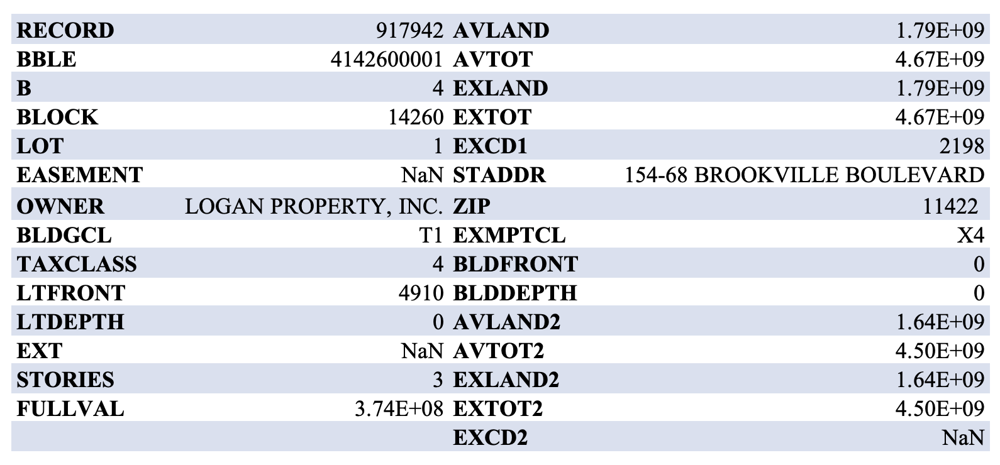 RECORD 917942 AVLAND 1.79E+09
BBLE 4142600001 AVTOT 4.67E+09
B 4 EXLAND 1.79E+09
BLOCK 14260 EXTOT 4.67E+09
LOT 1 EXCD1 2198
EASEMENT NaN STADDR 154-68 BROOKVILLE BOULEVARD
OWNER LOGAN PROPERTY, INC. ZIP 11422
BLDGCL T1 EXMPTCL X4
TAXCLASS 4 BLDFRONT 0
LTFRONT 4910 BLDDEPTH 0
LTDEPTH 0 AVLAND2 1.64E+09
EXT NaN AVTOT2 4.50E+09
STORIES 3 EXLAND2 1.64E+09
FULLVAL 3.74E+08 EXTOT2 4.50E+09
EXCD2 NaN